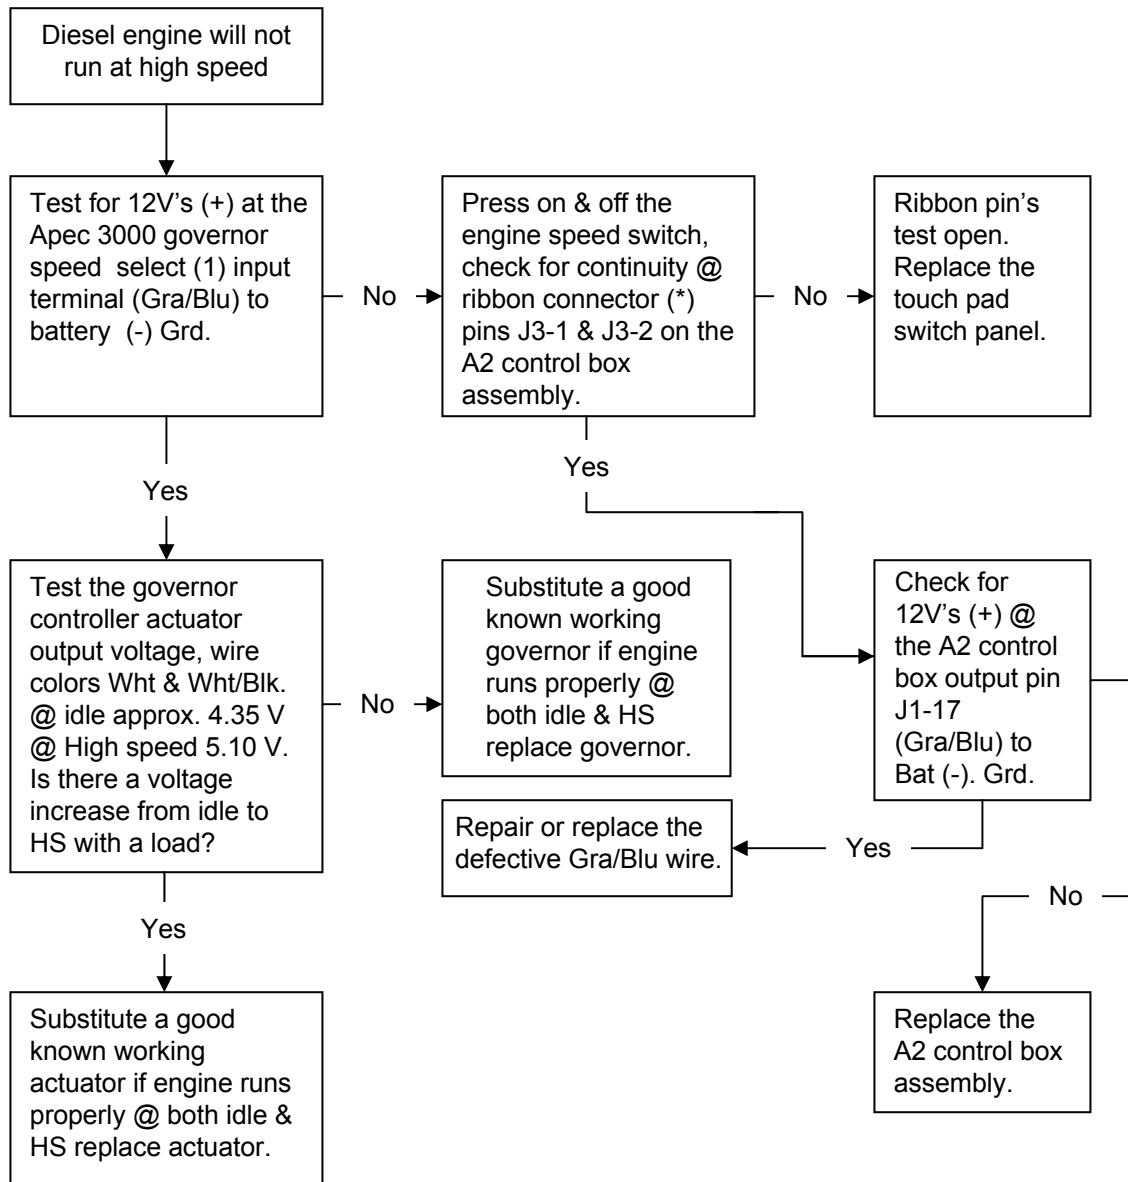 Diesel engine will not
run at high speed
Test for 12V's (+) at the
Apec 3000 governor
speed  select (1) input
terminal (Gra/Blu) to
battery  (-) Grd.
No
Press on & off the
engine speed switch,
check for continuity @
ribbon connector (*)
pins J3-1 & J3-2 on the
A2 control box
assembly.
No
Ribbon pin's
test open.
Replace the
touch pad
switch panel.
Yes
Yes
Test the governor
controller actuator
output voltage, wire
colors Wht & Wht/Blk.
@ idle approx. 4.35 V
@ High speed 5.10 V.
Is there a voltage
increase from idle to
HS with a load?
No
Substitute a good
known working
governor if engine
runs properly @
both idle & HS
replace governor.
Check for
12V's (+) @
the A2 control
box output pin
J1-17
(Gra/Blu) to
Bat (-). Grd.
Repair or replace the
defective Gra/Blu wire.
Yes
No
Yes
Substitute a good
known working
actuator if engine runs
properly @ both idle &
HS replace actuator.
Replace the
A2 control box
assembly.